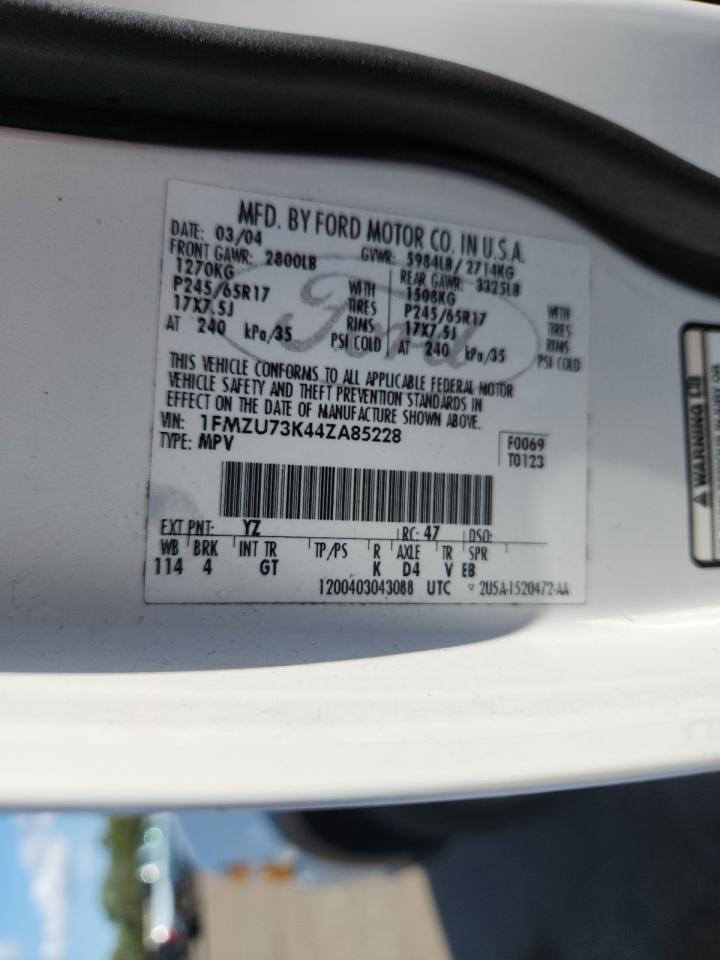 MFD. BY FORD MOTOR CO. IN U.S.A.
DATE: 03/04 GVWR: 5984LB / 2714KG
FRONT GAWR: 2800LB REAR GAWR: 3325LB
1270KG WITH 1508KG WITH
P245/65R17 TIRES P245/65R17 TIRES
17X7.5J RIMS 17X7.5J RIMS
AT 240 kPa/35 PSI COLD AT 240 kPa/35 PSI COLD
Ford
THIS VEHICLE CONFORMS TO ALL APPLICABLE FEDERAL MOTOR
VEHICLE SAFETY AND THEFT PREVENTION STANDARDS IN
EFFECT ON THE DATE OF MANUFACTURE SHOWN ABOVE.
VIN: 1FMZU73K44ZA85228
TYPE: MPV
F0069
T0123
EXT PNT: YZ RC: 47 DSO:
WB BRK INT TR TP/PS R AXLE TR SPR
114 4 GT K D4 V EB
1200403043088 UTC ▽ 2U5A-1520472-AA
⚠ WARNING